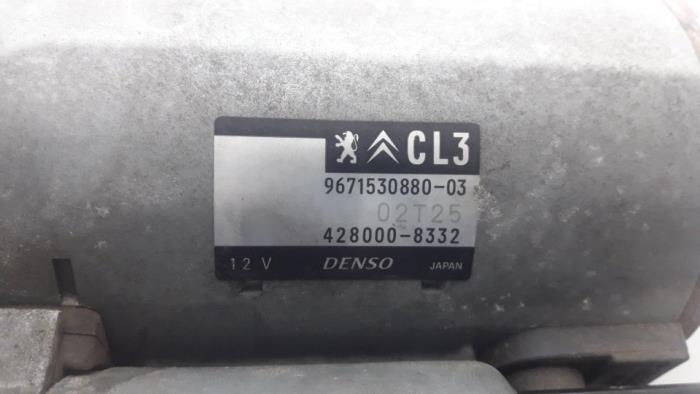 CL3
9671530880-03
02T25
428000-8332
12 V DENSO JAPAN